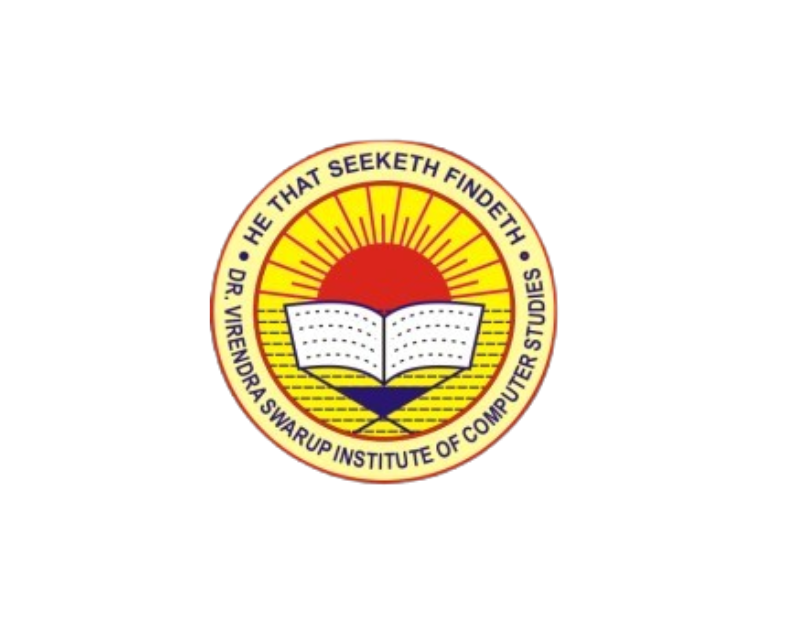 HE THAT SEEKETH FINDETH
DR. VIRENDRA SWARUP INSTITUTE OF COMPUTER STUDIES